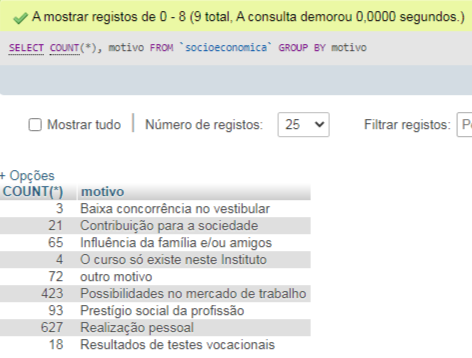 A mostrar registos de 0 - 8 (9 total, A consulta demorou 0,0000 segundos.)
SELECT COUNT(*), motivo FROM `socioeconomica` GROUP BY motivo
Mostrar tudo | Número de registos: 25 Filtrar registos:
+ Opções
COUNT(*) motivo
3 Baixa concorrência no vestibular
21 Contribuição para a sociedade
65 Influência da família e/ou amigos
4 O curso só existe neste Instituto
72 outro motivo
423 Possibilidades no mercado de trabalho
93 Prestígio social da profissão
627 Realização pessoal
18 Resultados de testes vocacionais